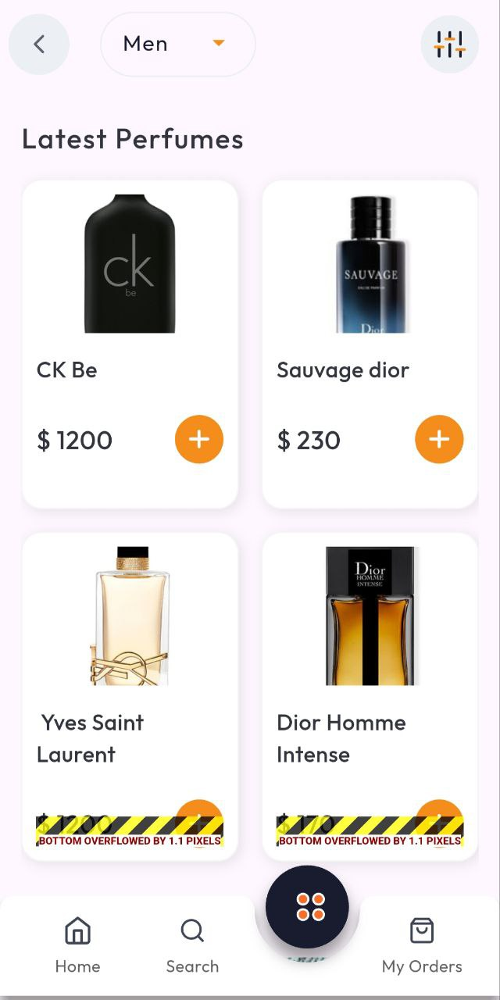 Men
Latest Perfumes
ck
be
SAUVAGE
EAU DE PARFUM
Dior
CK Be
Sauvage dior
$ 1200
$ 230
Dior
HOMME
INTENSE
Yves Saint
Laurent
Dior Homme
Intense
$ 1200
$ 170
BOTTOM OVERFLOWED BY 1.1 PIXELS
BOTTOM OVERFLOWED BY 1.1 PIXELS
Home
Search
My Orders